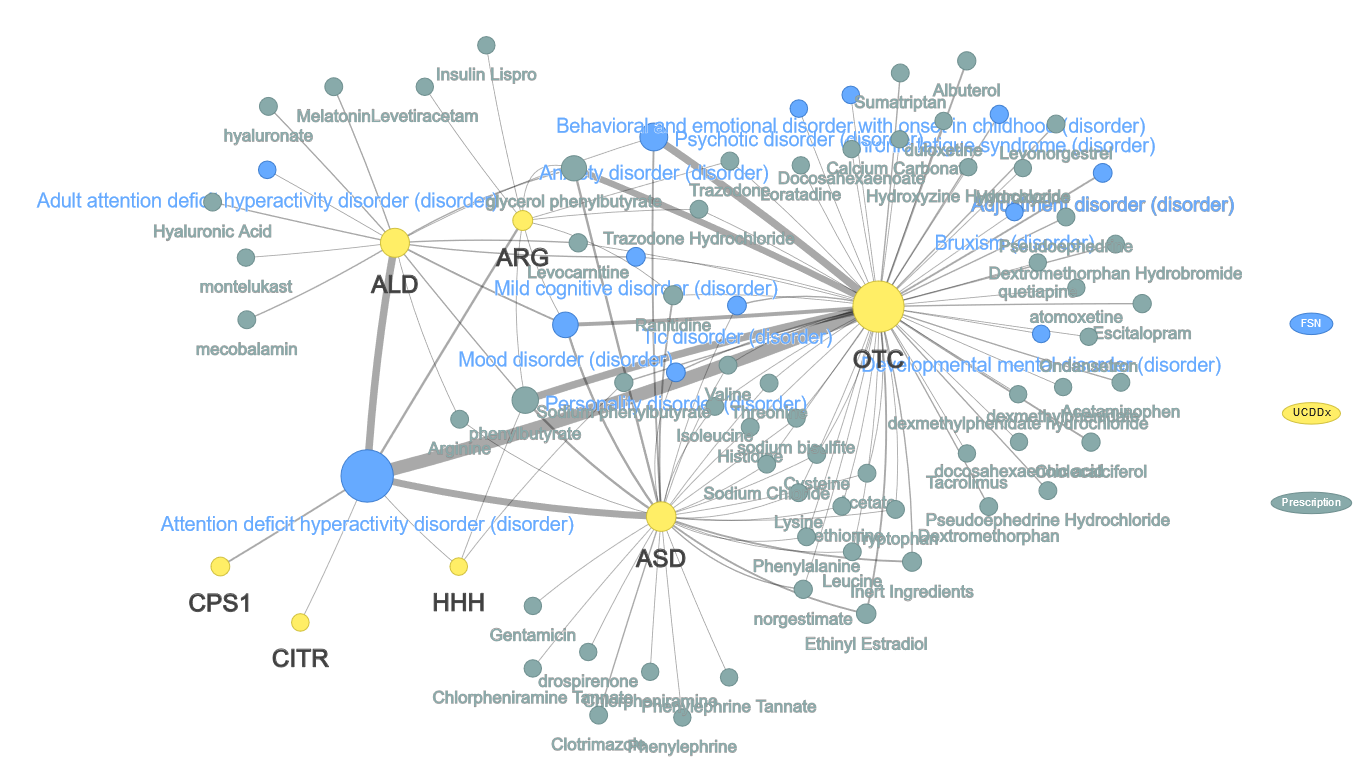 Insulin Lispro
Albuterol
Sumatriptan
Melatonin
Levetiracetam
hyaluronate
Behavioral and emotional disorder with onset in childhood (disorder)
Psychotic disorder (disorder)
fatigue syndrome (disorder)
duloxetine
Levonorgestrel
Calcium Carbonate
Anxiety disorder (disorder)
Docosahexaenoate
Loratadine
Trazodone
Hydroxyzine Hydrochloride
Adult attention deficit hyperactivity disorder (disorder)
glycerol phenylbutyrate
Adjustment disorder (disorder)
Hyaluronic Acid
Trazodone Hydrochloride
Bruxism (disorder)
Pseudoephedrine
ARG
Levocarnitine
Dextromethorphan Hydrobromide
ALD
montelukast
Mild cognitive disorder (disorder)
quetiapine
atomoxetine
Ranitidine
Tic disorder (disorder)
Escitalopram
FSN
mecobalamin
Mood disorder (disorder)
OTC
Developmental mental disorder (disorder)
Ondansetron
Valine
Personality disorder (disorder)
Sodium phenylbutyrate
Threonine
Acetaminophen
dexmethylphenidate
dexmethylphenidate hydrochloride
UCDDx
phenylbutyrate
Isoleucine
Arginine
sodium bisulfite
Histidine
docosahexaenoic acid
Cholecalciferol
Cysteine
Tacrolimus
Sodium Chloride
Acetate
Prescription
Attention deficit hyperactivity disorder (disorder)
Lysine
Pseudoephedrine Hydrochloride
Methionine
Tryptophan
Dextromethorphan
ASD
Phenylalanine
Leucine
Inert Ingredients
CPS1
HHH
norgestimate
Gentamicin
Ethinyl Estradiol
CITR
drospirenone
Chlorpheniramine Tannate
Chlorpheniramine
Phenylephrine Tannate
Clotrimazole
Phenylephrine